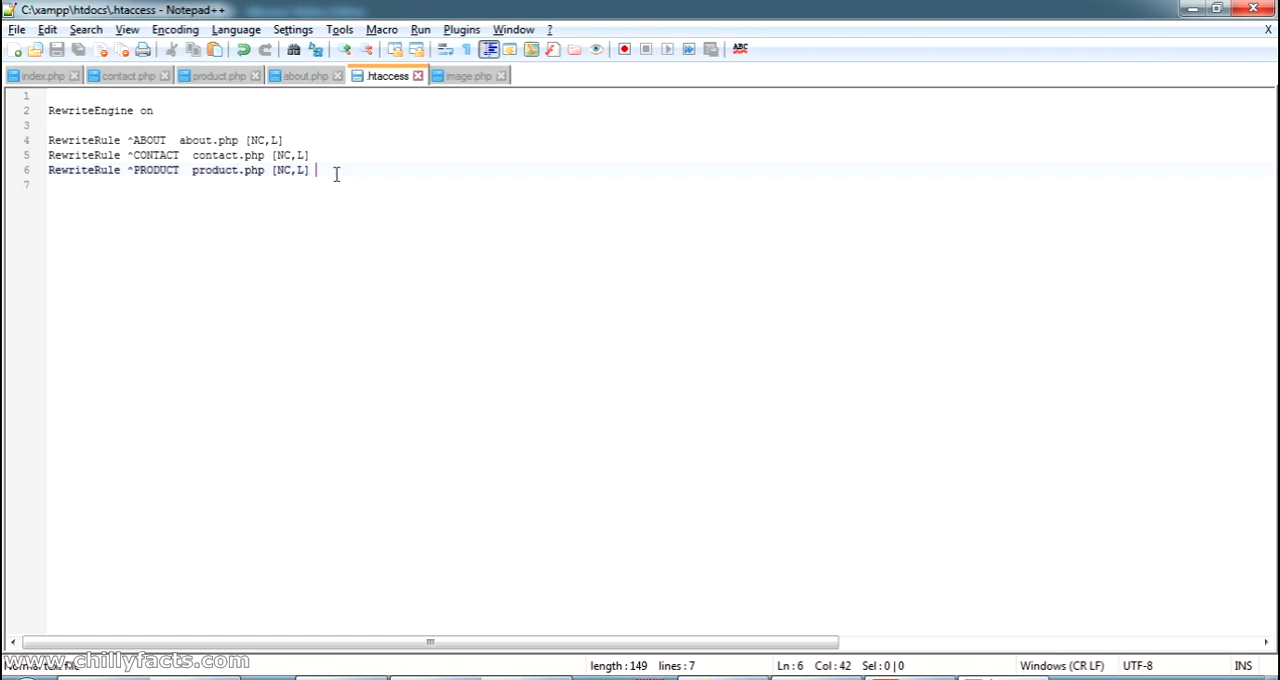 C:\xampp\htdocs\.htaccess - Notepad++
File Edit Search View Encoding Language Settings Tools Macro Run Plugins Window ? X
ABC
index.php contact.php product.php about.php .htaccess image.php
1
2 RewriteEngine on
3
4 RewriteRule ^ABOUT  about.php [NC,L]
5 RewriteRule ^CONTACT  contact.php [NC,L]
6 RewriteRule ^PRODUCT  product.php [NC,L]
7
www.chillyfacts.com
length : 149 lines : 7 Ln : 6 Col : 42 Sel : 0 | 0 Windows (CR LF) UTF-8 INS